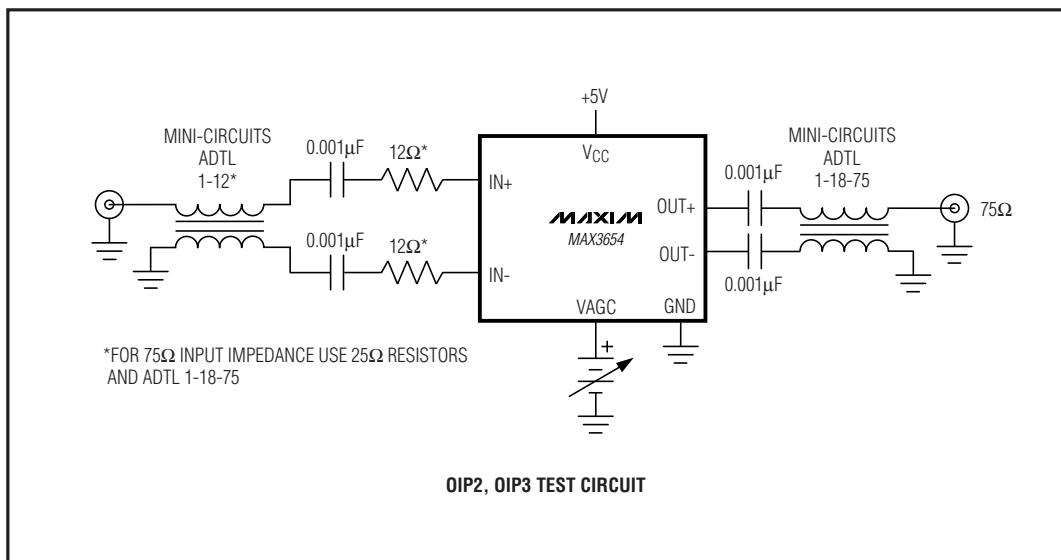 +5V
MINI-CIRCUITS
ADTL
1-12*
0.001µF
12Ω*
VCC
IN+
MAXIM
MAX3654
OUT+
0.001µF
MINI-CIRCUITS
ADTL
1-18-75
75Ω
0.001µF
12Ω*
IN-
OUT-
0.001µF
VAGC
GND
+
*FOR 75Ω INPUT IMPEDANCE USE 25Ω RESISTORS
AND ADTL 1-18-75
OIP2, OIP3 TEST CIRCUIT